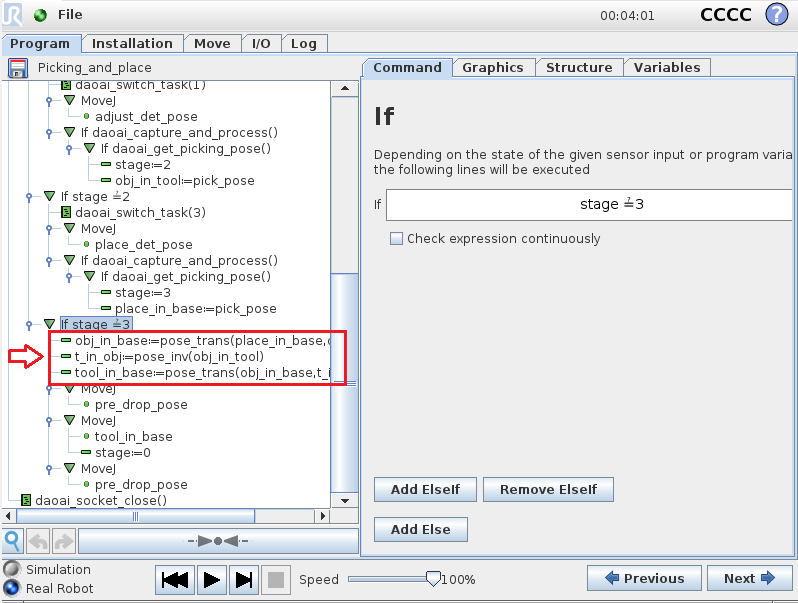 File
00:04:01
CCCC
?
Program Installation Move I/O Log
Picking_and_place
daoai_switch_task(1)
MoveJ
adjust_det_pose
If daoai_capture_and_process()
If daoai_get_picking_pose()
stage:=2
obj_in_tool:=pick_pose
If stage ≟2
daoai_switch_task(3)
MoveJ
place_det_pose
If daoai_capture_and_process()
If daoai_get_picking_pose()
stage:=3
place_in_base:=pick_pose
If stage ≟3
obj_in_base:=pose_trans(place_in_base,
t_in_obj:=pose_inv(obj_in_tool)
tool_in_base:=pose_trans(obj_in_base,t_i
MoveJ
pre_drop_pose
MoveJ
tool_in_base
stage:=0
MoveJ
pre_drop_pose
daoai_socket_close()
Command Graphics Structure Variables
If
Depending on the state of the given sensor input or program varia
the following lines will be executed
If stage ≟3
Check expression continuously
Add ElseIf Remove ElseIf
Add Else
Simulation
Real Robot
Speed 100%
Previous Next